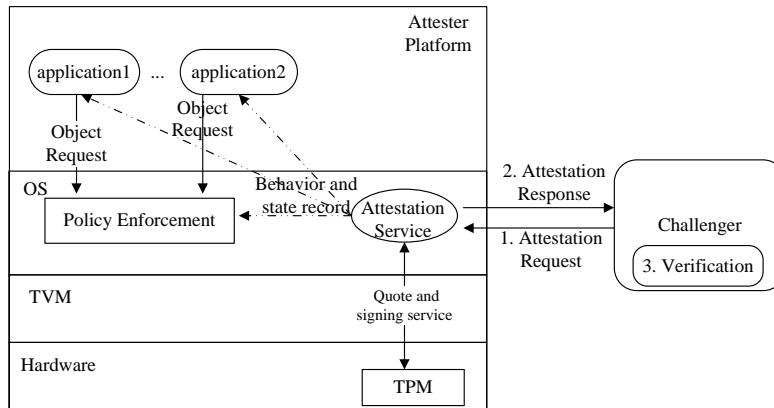 Attester
Platform
application1
...
application2
Object
Request
Object
Request
OS
Behavior and
state record
Policy Enforcement
Attestation
Service
2. Attestation
Response
1. Attestation
Request
Challenger
3. Verification
TVM
Quote and
signing service
Hardware
TPM